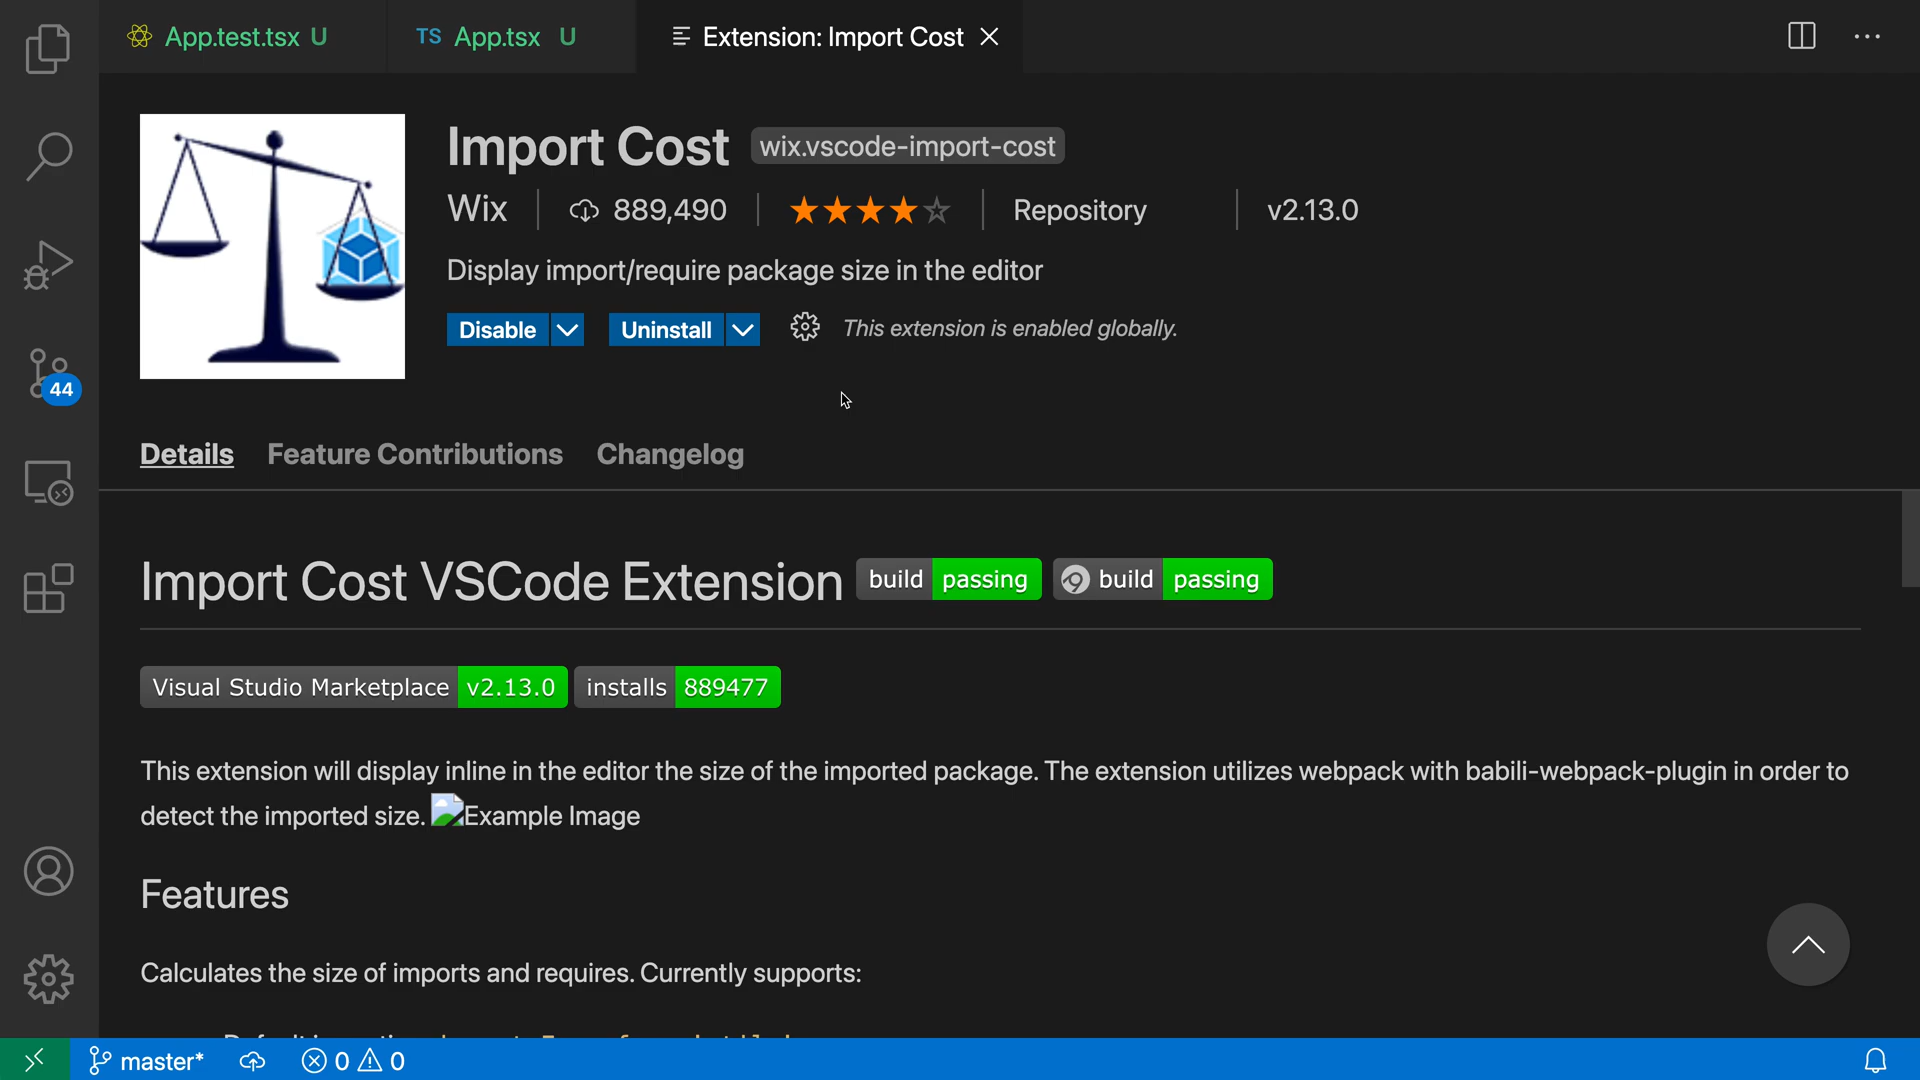 App.test.tsx U
TS App.tsx U
Extension: Import Cost
Import Cost wix.vscode-import-cost
Wix 889,490 Repository v2.13.0
Display import/require package size in the editor
Disable Uninstall This extension is enabled globally.
44
Details Feature Contributions Changelog
Import Cost VSCode Extension build passing build passing
Visual Studio Marketplace v2.13.0 installs 889477
This extension will display inline in the editor the size of the imported package. The extension utilizes webpack with babili-webpack-plugin in order to
detect the imported size. Example Image
Features
Calculates the size of imports and requires. Currently supports:
master* 0 0